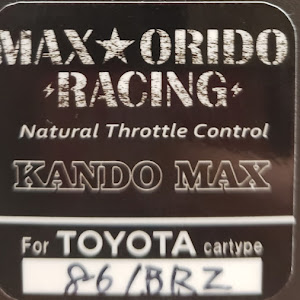 MAX★ORIDO
RACING
Natural Throttle Control
KANDO MAX
For TOYOTA cartype
86/BRZ